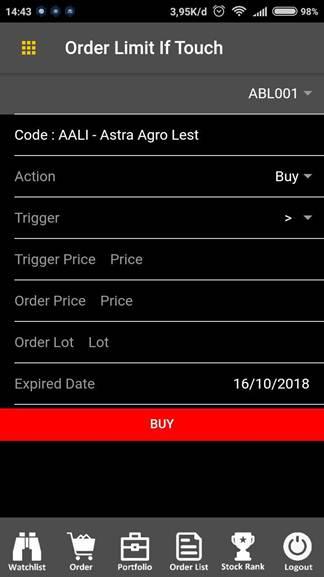 14:43 3,95K/d 98%
Order Limit If Touch
ABL001
Code : AALI - Astra Agro Lest
Action Buy
Trigger >
Trigger Price Price
Order Price Price
Order Lot Lot
Expired Date 16/10/2018
BUY
Watchlist Order Portfolio Order List Stock Rank Logout